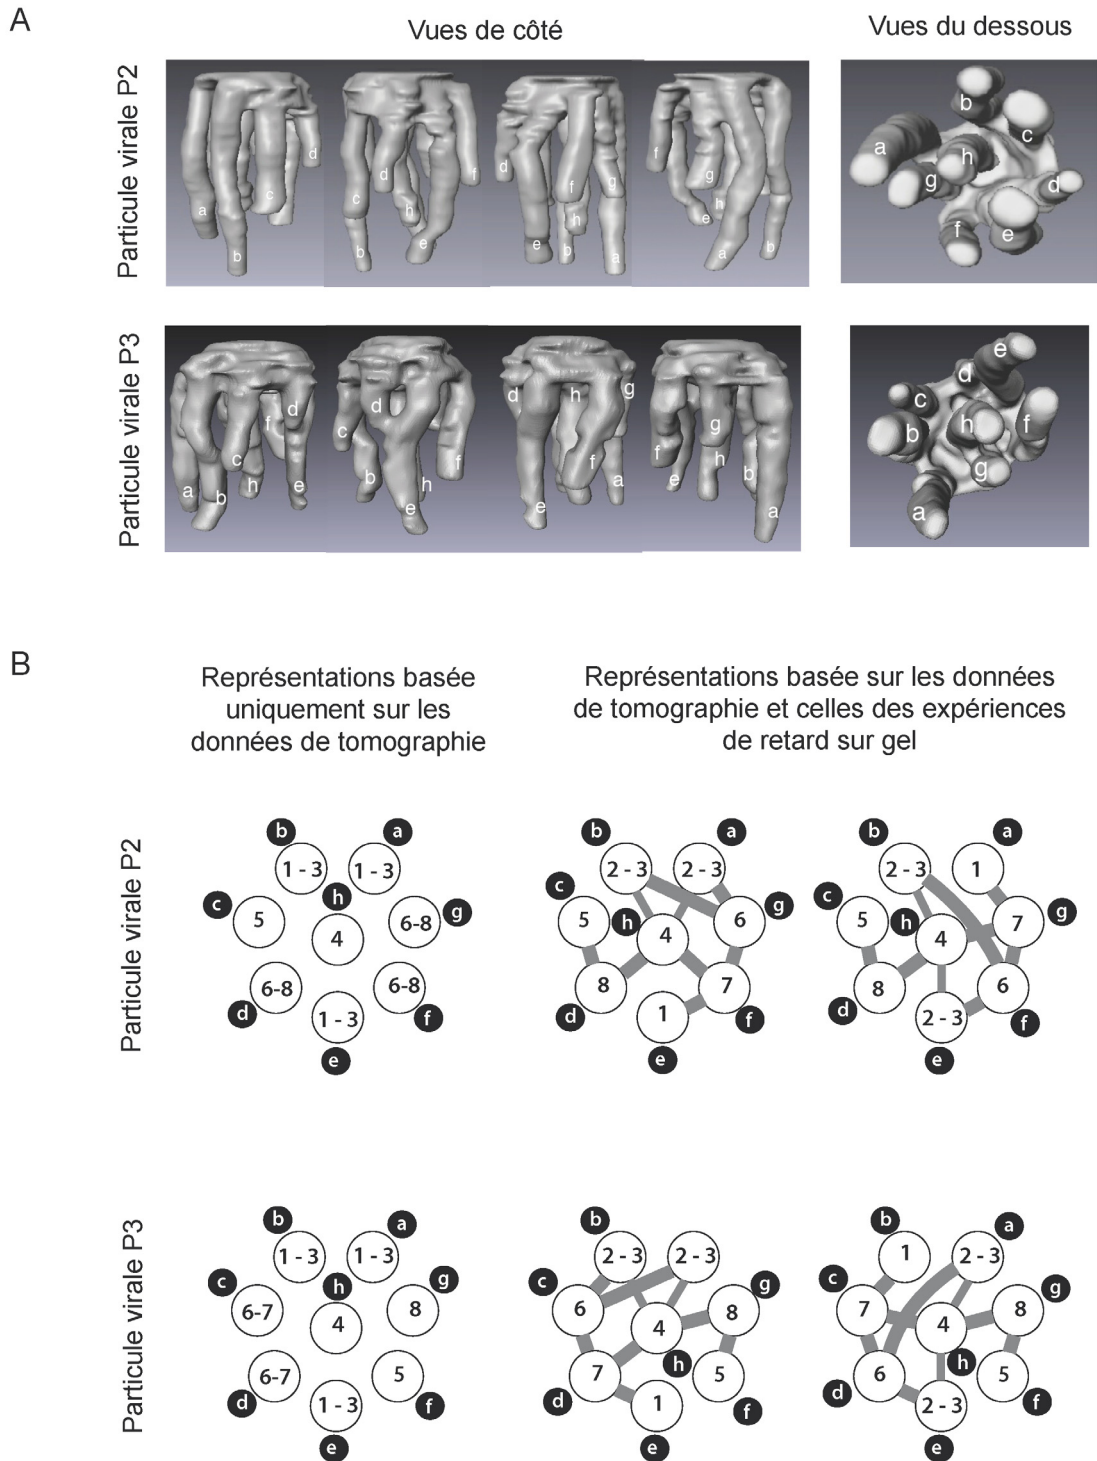 A
Vues de côté
Vues du dessous
Particule virale P2
a
b
c
d
c
b
d
h
e
f
d
e
f
h
b
g
a
f
e
g
h
a
b
b
c
a
h
g
d
f
e
Particule virale P3
a
b
c
h
f
d
e
c
d
b
h
e
f
d
h
g
f
e
a
f
e
g
h
b
a
e
d
c
b
h
f
g
a
B
Représentations basée
uniquement sur les
données de tomographie
Représentations basée sur les données
de tomographie et celles des expériences
de retard sur gel
Particule virale P2
b a
1 - 3 1 - 3
c h g
5 4 6-8
6-8 6-8
d 1 - 3 f
e
b a
2 - 3 2 - 3
c h g
5 4 6
8 7
d 1 f
e
b a
2 - 3 1
c h g
5 4 7
8 6
d 2 - 3 f
e
Particule virale P3
b a
1 - 3 1 - 3
c h g
6-7 4 8
6-7 5
d 1 - 3 f
e
b
2 - 3 2 - 3
c g
6 4 8
h
7 5
d 1 f
e
b a
1 2 - 3
c g
7 4 8
h
6 5
d 2 - 3 f
e